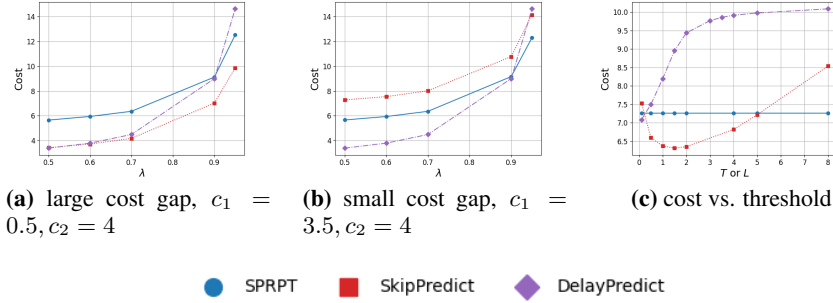 14
12
10
8
6
4
Cost
0.5 0.6 0.7 0.8 0.9
λ
(a) large cost gap, c₁ =
0.5, c₂ = 4
14
12
10
8
6
4
Cost
0.5 0.6 0.7 0.8 0.9
λ
(b) small cost gap, c₁ =
3.5, c₂ = 4
10.0
9.5
9.0
8.5
8.0
7.5
7.0
6.5
Cost
0 1 2 3 4 5 6 7 8
T or L
(c) cost vs. threshold
SPRPT SkipPredict DelayPredict